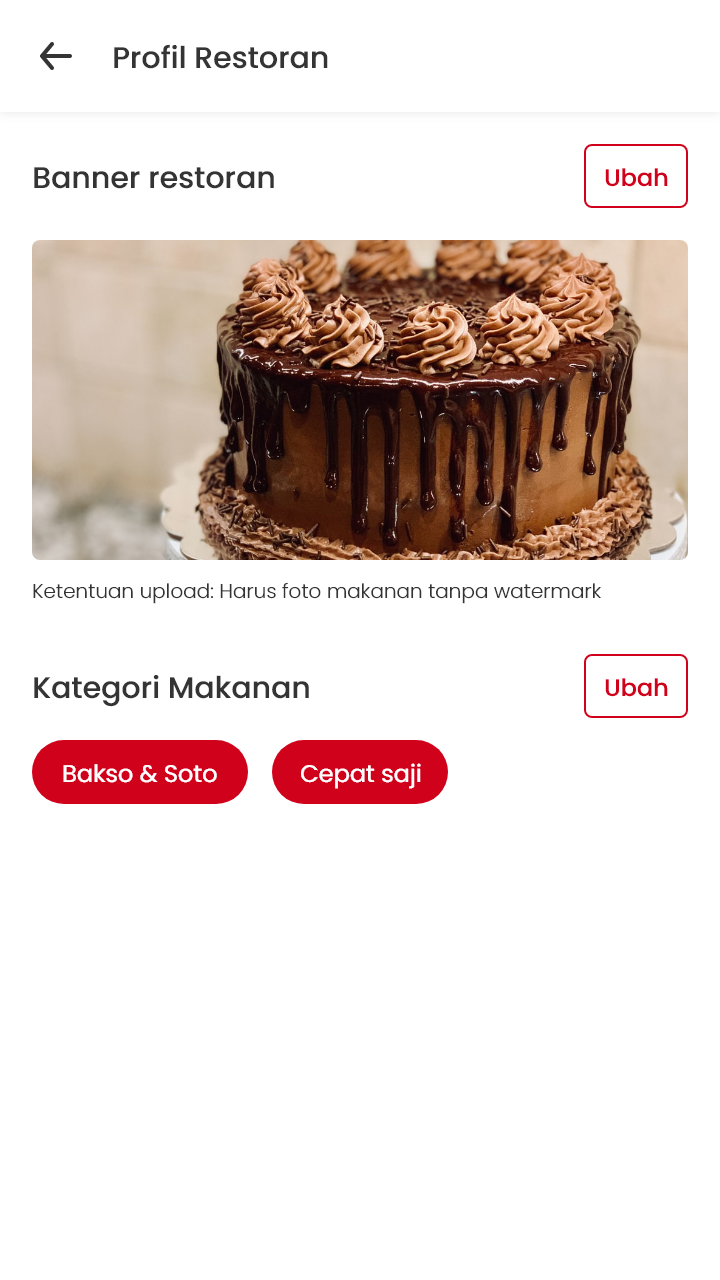 Profil Restoran
Banner restoran
Ubah
Ketentuan upload: Harus foto makanan tanpa watermark
Kategori Makanan
Ubah
Bakso & Soto
Cepat saji